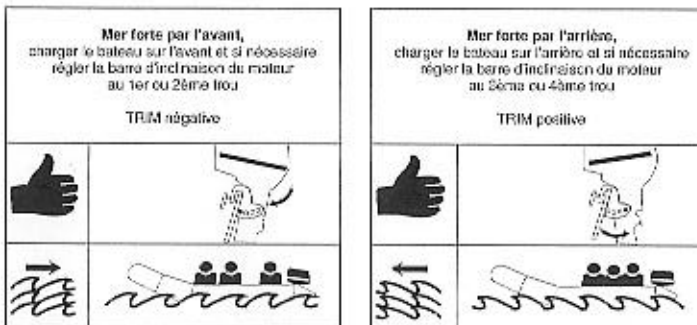 Mer forte par l'avant,
charger le bateau sur l'avant et si nécessaire
régler la barre d'inclinaison du moteur
au 1er ou 2ème trou
TRIM négative
Mer forte par l'arrière,
charger le bateau sur l'arrière et si nécessaire
régler la barre d'inclinaison du moteur
au 3ème ou 4ème trou
TRIM positive